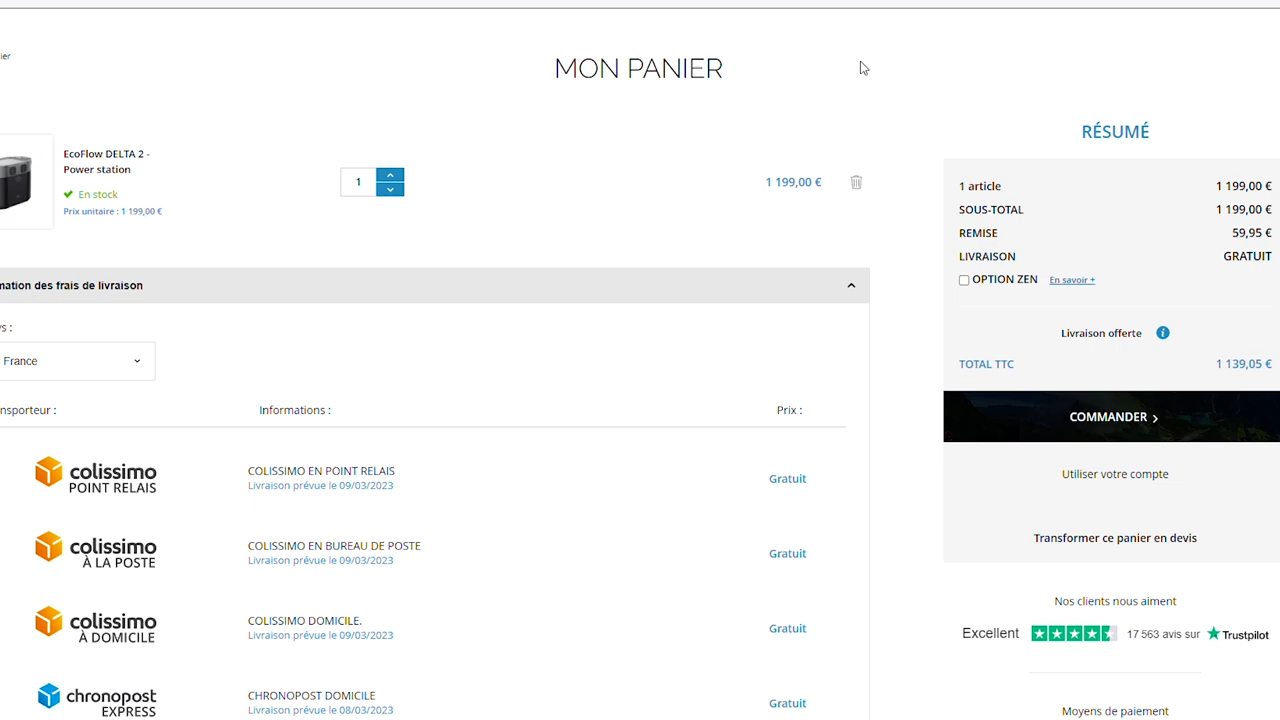 ier
MON PANIER
EcoFlow DELTA 2 -
Power station
En stock
Prix unitaire : 1 199,00 €
1
1 199,00 €
mation des frais de livraison
s :
France
nsporteur :
Informations :
Prix :
colissimo
POINT RELAIS
COLISSIMO EN POINT RELAIS
Livraison prévue le 09/03/2023
Gratuit
colissimo
À LA POSTE
COLISSIMO EN BUREAU DE POSTE
Livraison prévue le 09/03/2023
Gratuit
colissimo
À DOMICILE
COLISSIMO DOMICILE.
Livraison prévue le 09/03/2023
Gratuit
chronopost
EXPRESS
CHRONOPOST DOMICILE
Livraison prévue le 08/03/2023
Gratuit
RÉSUMÉ
1 article 1 199,00 €
SOUS-TOTAL 1 199,00 €
REMISE 59,95 €
LIVRAISON GRATUIT
OPTION ZEN En savoir +
Livraison offerte i
TOTAL TTC 1 139,05 €
COMMANDER
Utiliser votre compte
Transformer ce panier en devis
Nos clients nous aiment
Excellent 17 563 avis sur Trustpilot
Moyens de paiement